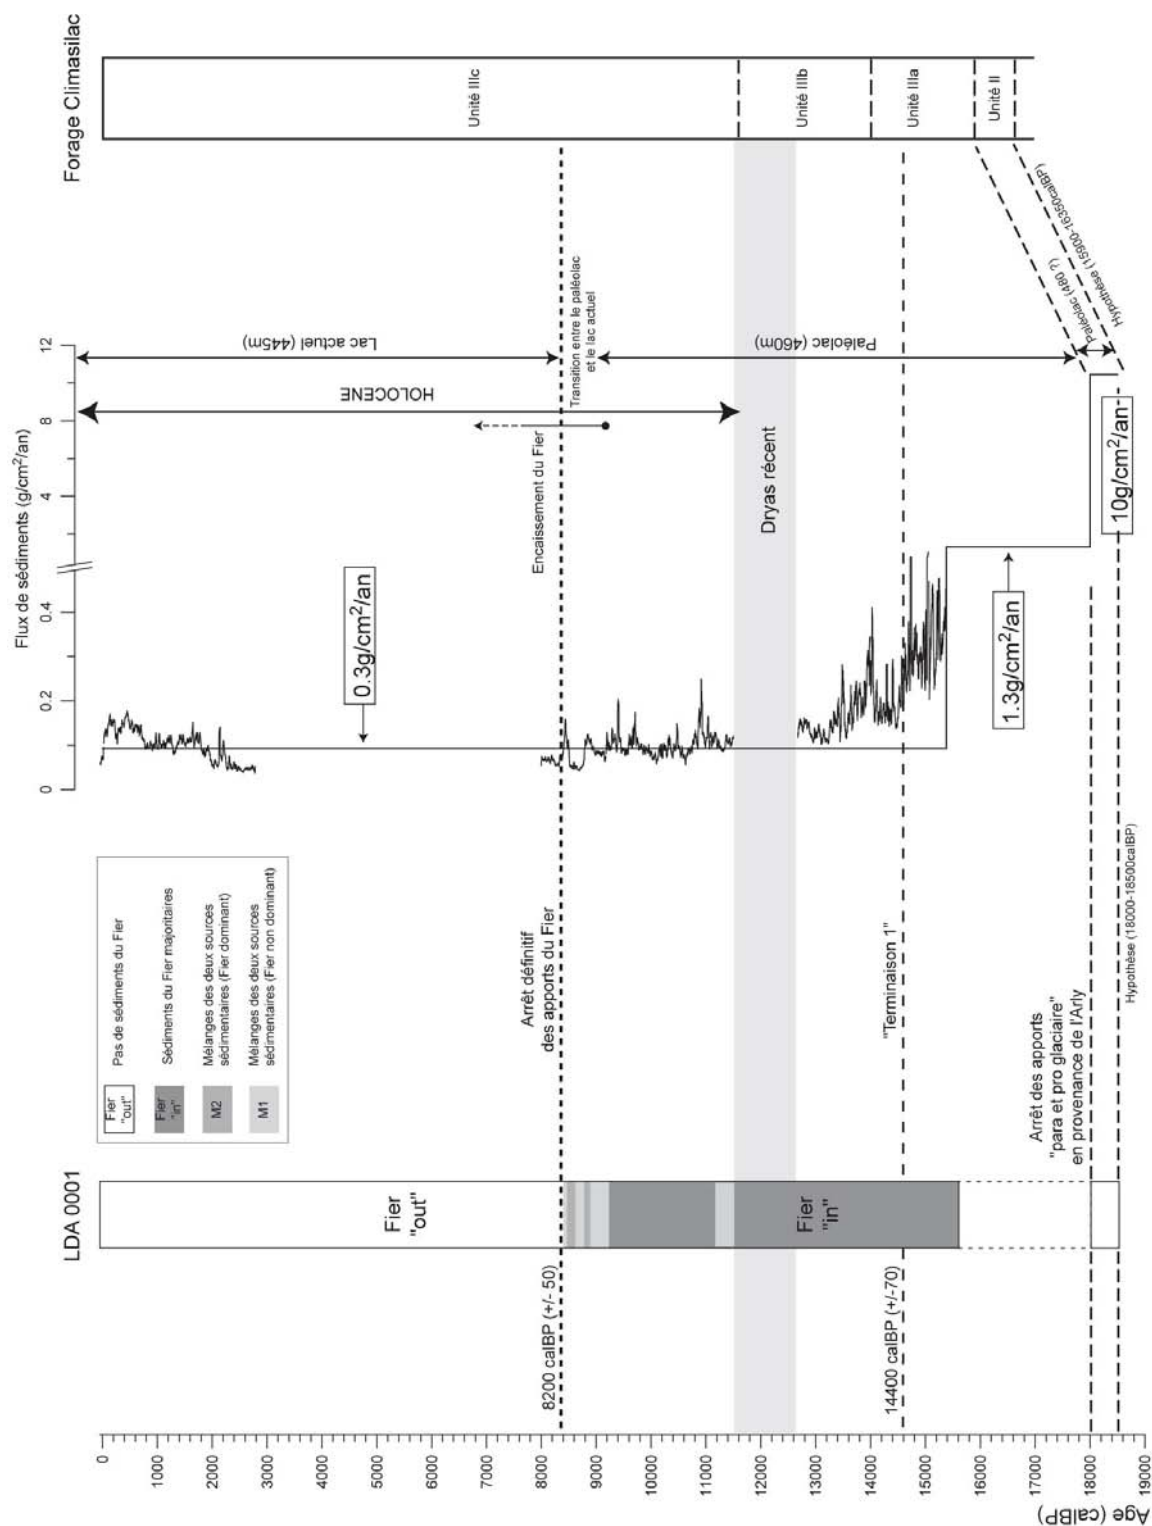 Forage Climasilac
Unité IIIc
Unité IIIb
Unité IIIa
Unité II
Flux de sédiments (g/cm²/an)
0
0.2
0.4
4
8
12
Lac actuel (445m)
HOLOCENE
Transition entre le paléolac
et le lac actuel
Encaissement du Fier
Paléolac (460m)
Paléolac (480 ?)
Hypothèse (15900-16350calBP)
Dryas récent
0.3g/cm²/an
1.3g/cm²/an
10g/cm²/an
Fier
"out"
Pas de sédiments du Fier
Fier
"in"
Sédiments du Fier majoritaires
M2
Mélanges des deux sources
sédimentaires (Fier dominant)
M1
Mélanges des deux sources
sédimentaires (Fier non dominant)
Arrêt définitif
des apports du Fier
"Terminaison 1"
Arrêt des apports
"para et pro glaciaire"
en provenance de l'Arly
Hypothèse (18000-18500calBP)
LDA 0001
Fier
"out"
Fier
"in"
8200 calBP (+/- 50)
14400 calBP (+/-70)
0
1000
2000
3000
4000
5000
6000
7000
8000
9000
10000
11000
12000
13000
14000
15000
16000
17000
18000
19000
Age (calBP)